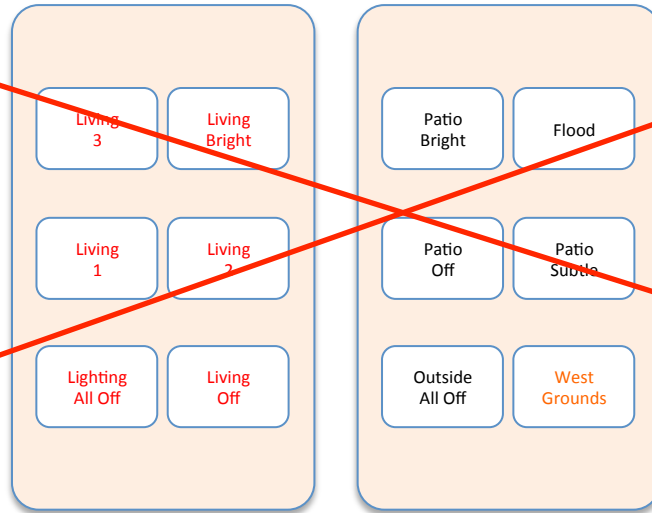 Living
3
Living
Bright
Patio
Bright
Flood
Living
1
Living
2
Patio
Off
Patio
Subtle
Lighting
All Off
Living
Off
Outside
All Off
West
Grounds